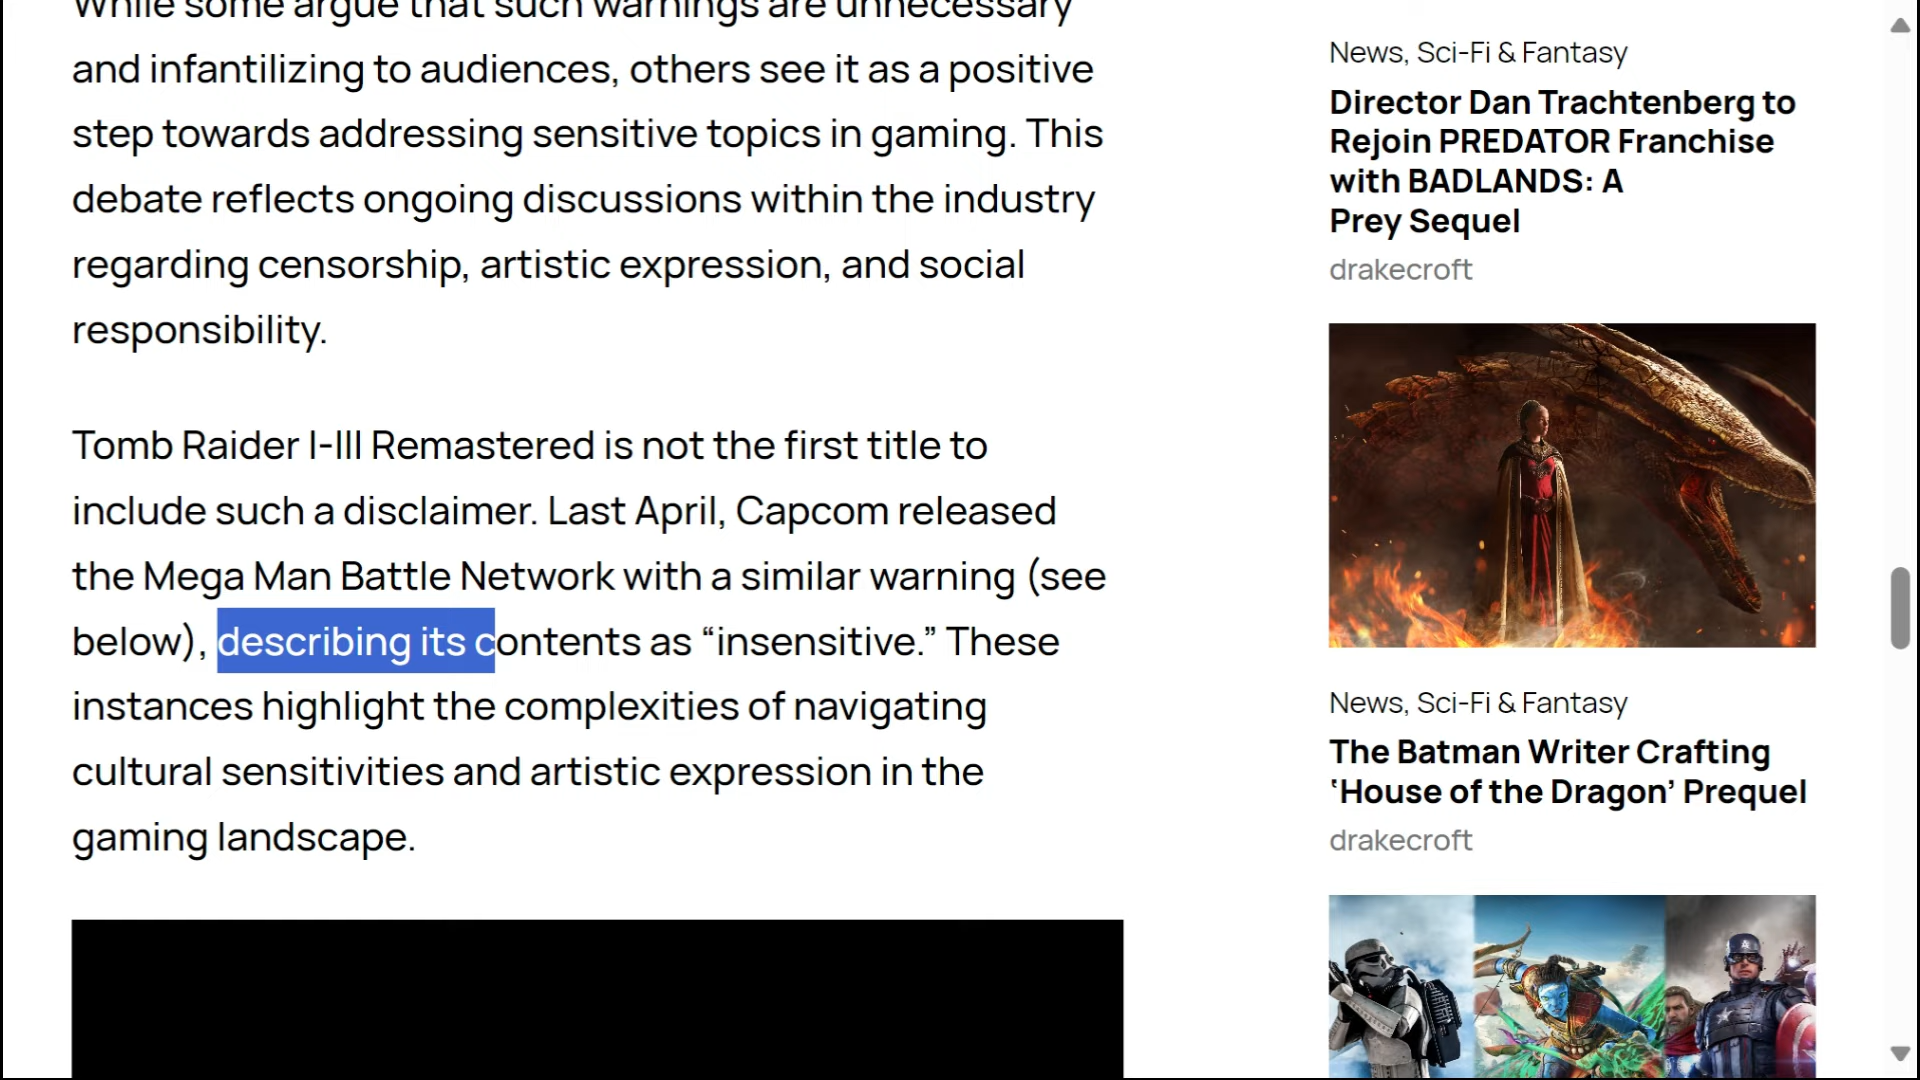 While some argue that such warnings are unnecessary
and infantilizing to audiences, others see it as a positive
step towards addressing sensitive topics in gaming. This
debate reflects ongoing discussions within the industry
regarding censorship, artistic expression, and social
responsibility.
Tomb Raider I-III Remastered is not the first title to
include such a disclaimer. Last April, Capcom released
the Mega Man Battle Network with a similar warning (see
below), describing its contents as “insensitive.” These
instances highlight the complexities of navigating
cultural sensitivities and artistic expression in the
gaming landscape.
News, Sci-Fi & Fantasy
Director Dan Trachtenberg to
Rejoin PREDATOR Franchise
with BADLANDS: A
Prey Sequel
drakecroft
News, Sci-Fi & Fantasy
The Batman Writer Crafting
‘House of the Dragon’ Prequel
drakecroft